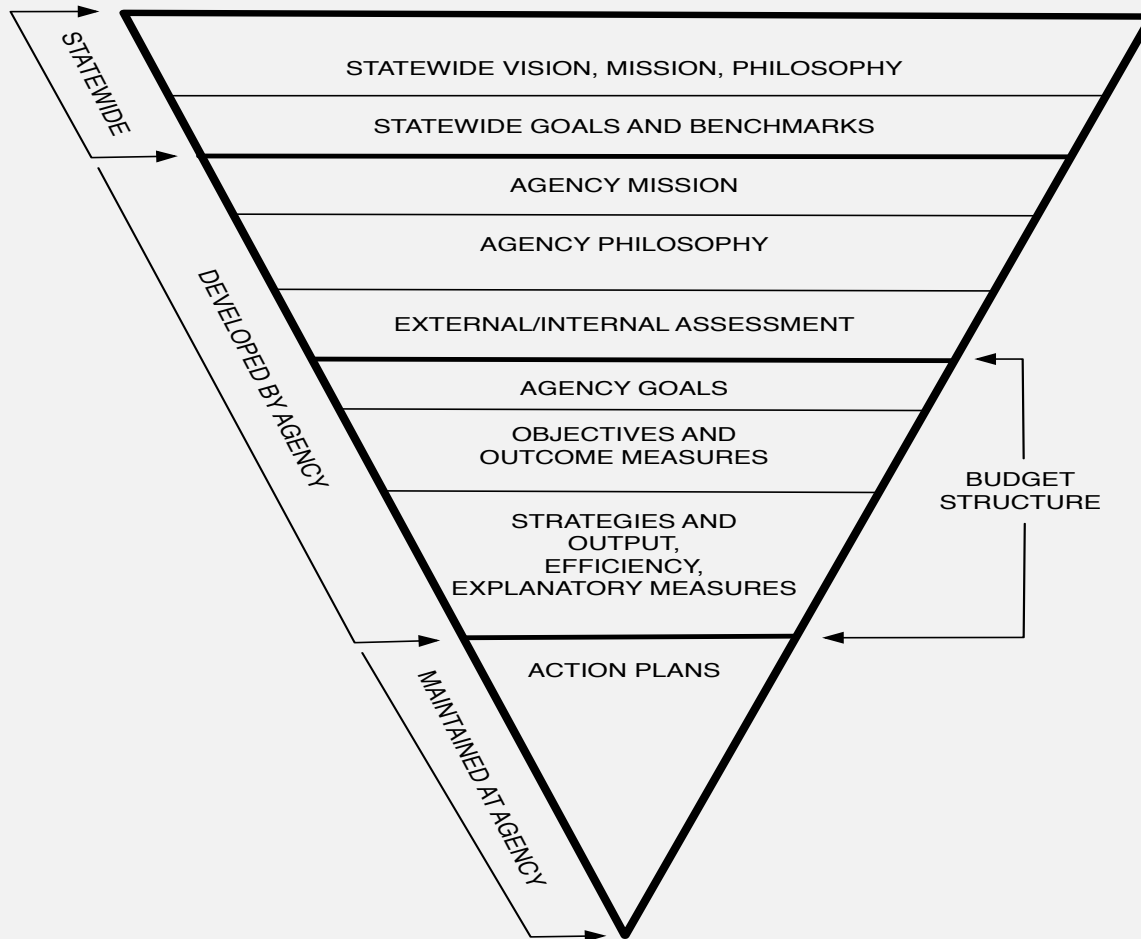 STATEWIDE
STATEWIDE VISION, MISSION, PHILOSOPHY
STATEWIDE GOALS AND BENCHMARKS
DEVELOPED BY AGENCY
AGENCY MISSION
AGENCY PHILOSOPHY
EXTERNAL/INTERNAL ASSESSMENT
AGENCY GOALS
OBJECTIVES AND
OUTCOME MEASURES
STRATEGIES AND
OUTPUT,
EFFICIENCY,
EXPLANATORY MEASURES
BUDGET
STRUCTURE
MAINTAINED AT AGENCY
ACTION PLANS